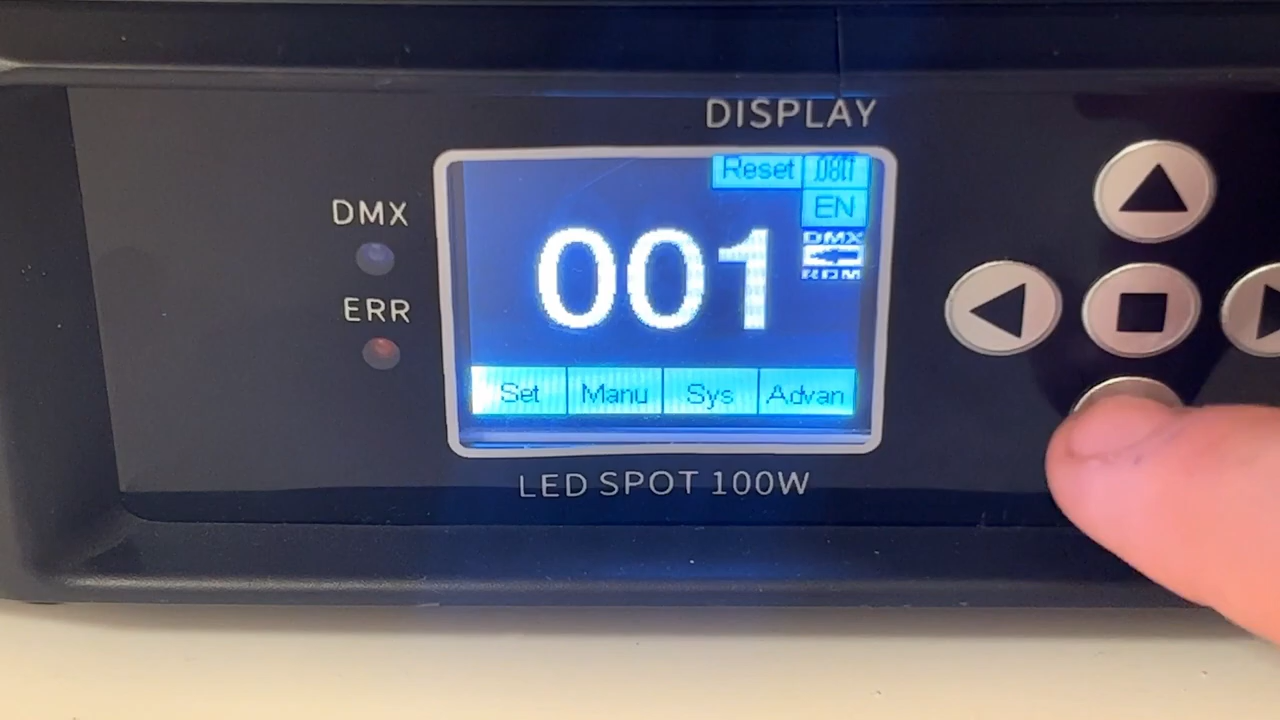 DISPLAY
Reset
EN
DMX
RDM
DMX
ERR
001
Set Manu Sys Advan
LED SPOT 100W